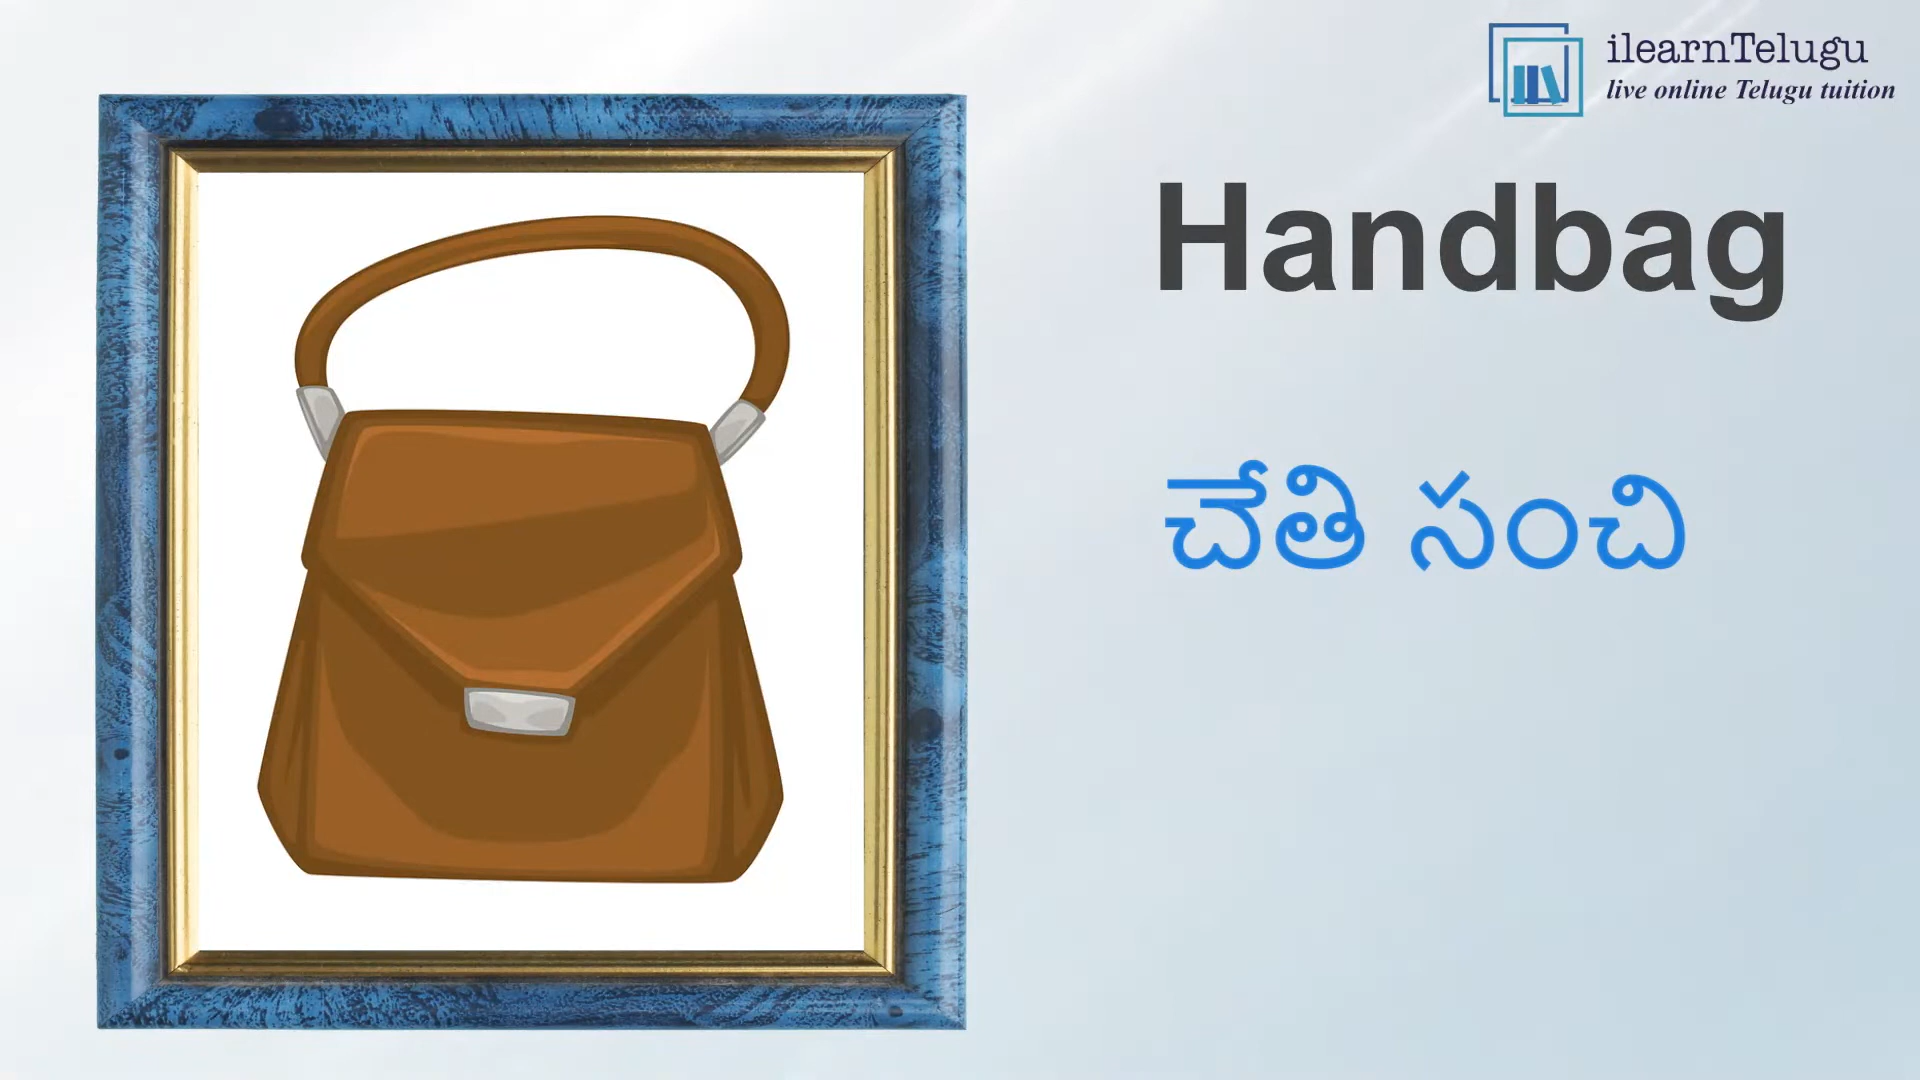 ilearnTelugu
live online Telugu tuition
Handbag
చేతి సంచి